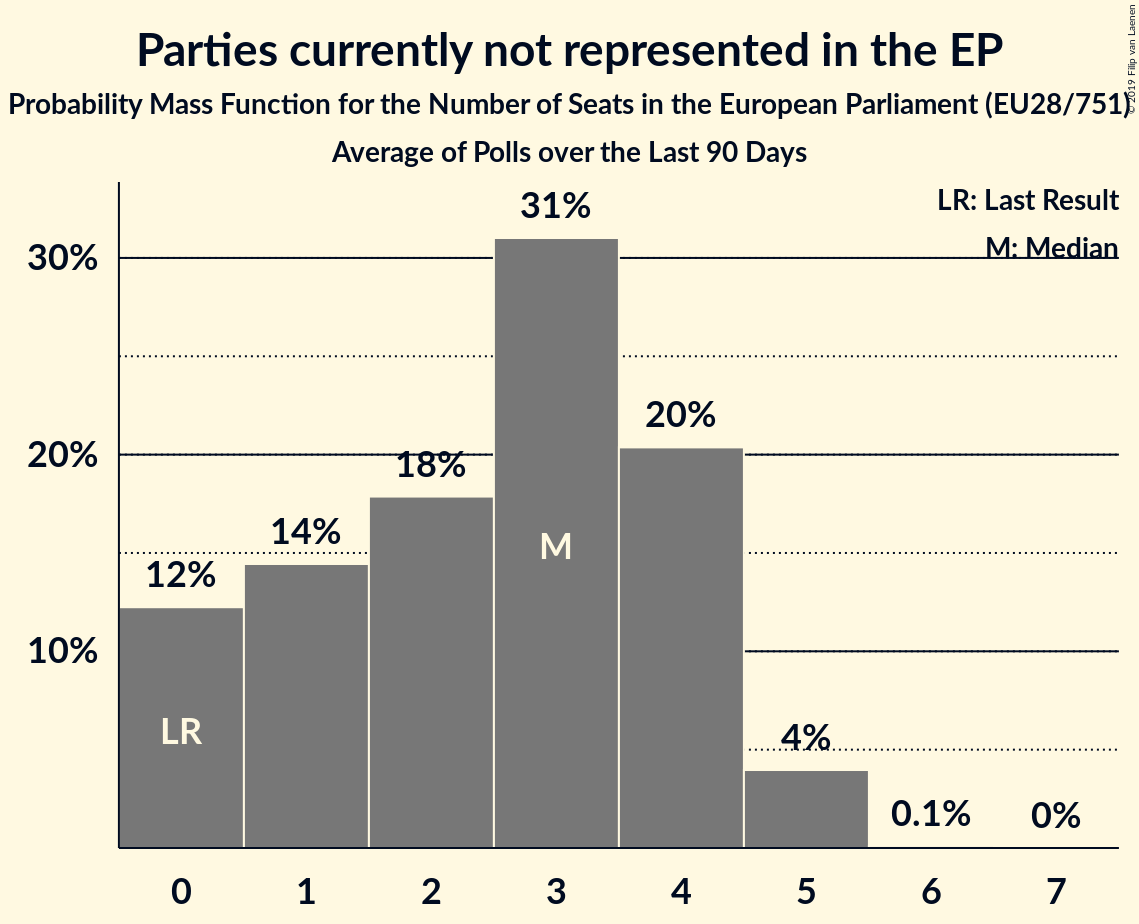 Parties currently not represented in the EP
Probability Mass Function for the Number of Seats in the European Parliament (EU28/751)
Average of Polls over the Last 90 Days
© 2019 Filip van Laenen
LR: Last Result
M: Median
30%
20%
10%
12%
14%
18%
31%
20%
4%
0.1%
0%
LR
M
0 1 2 3 4 5 6 7